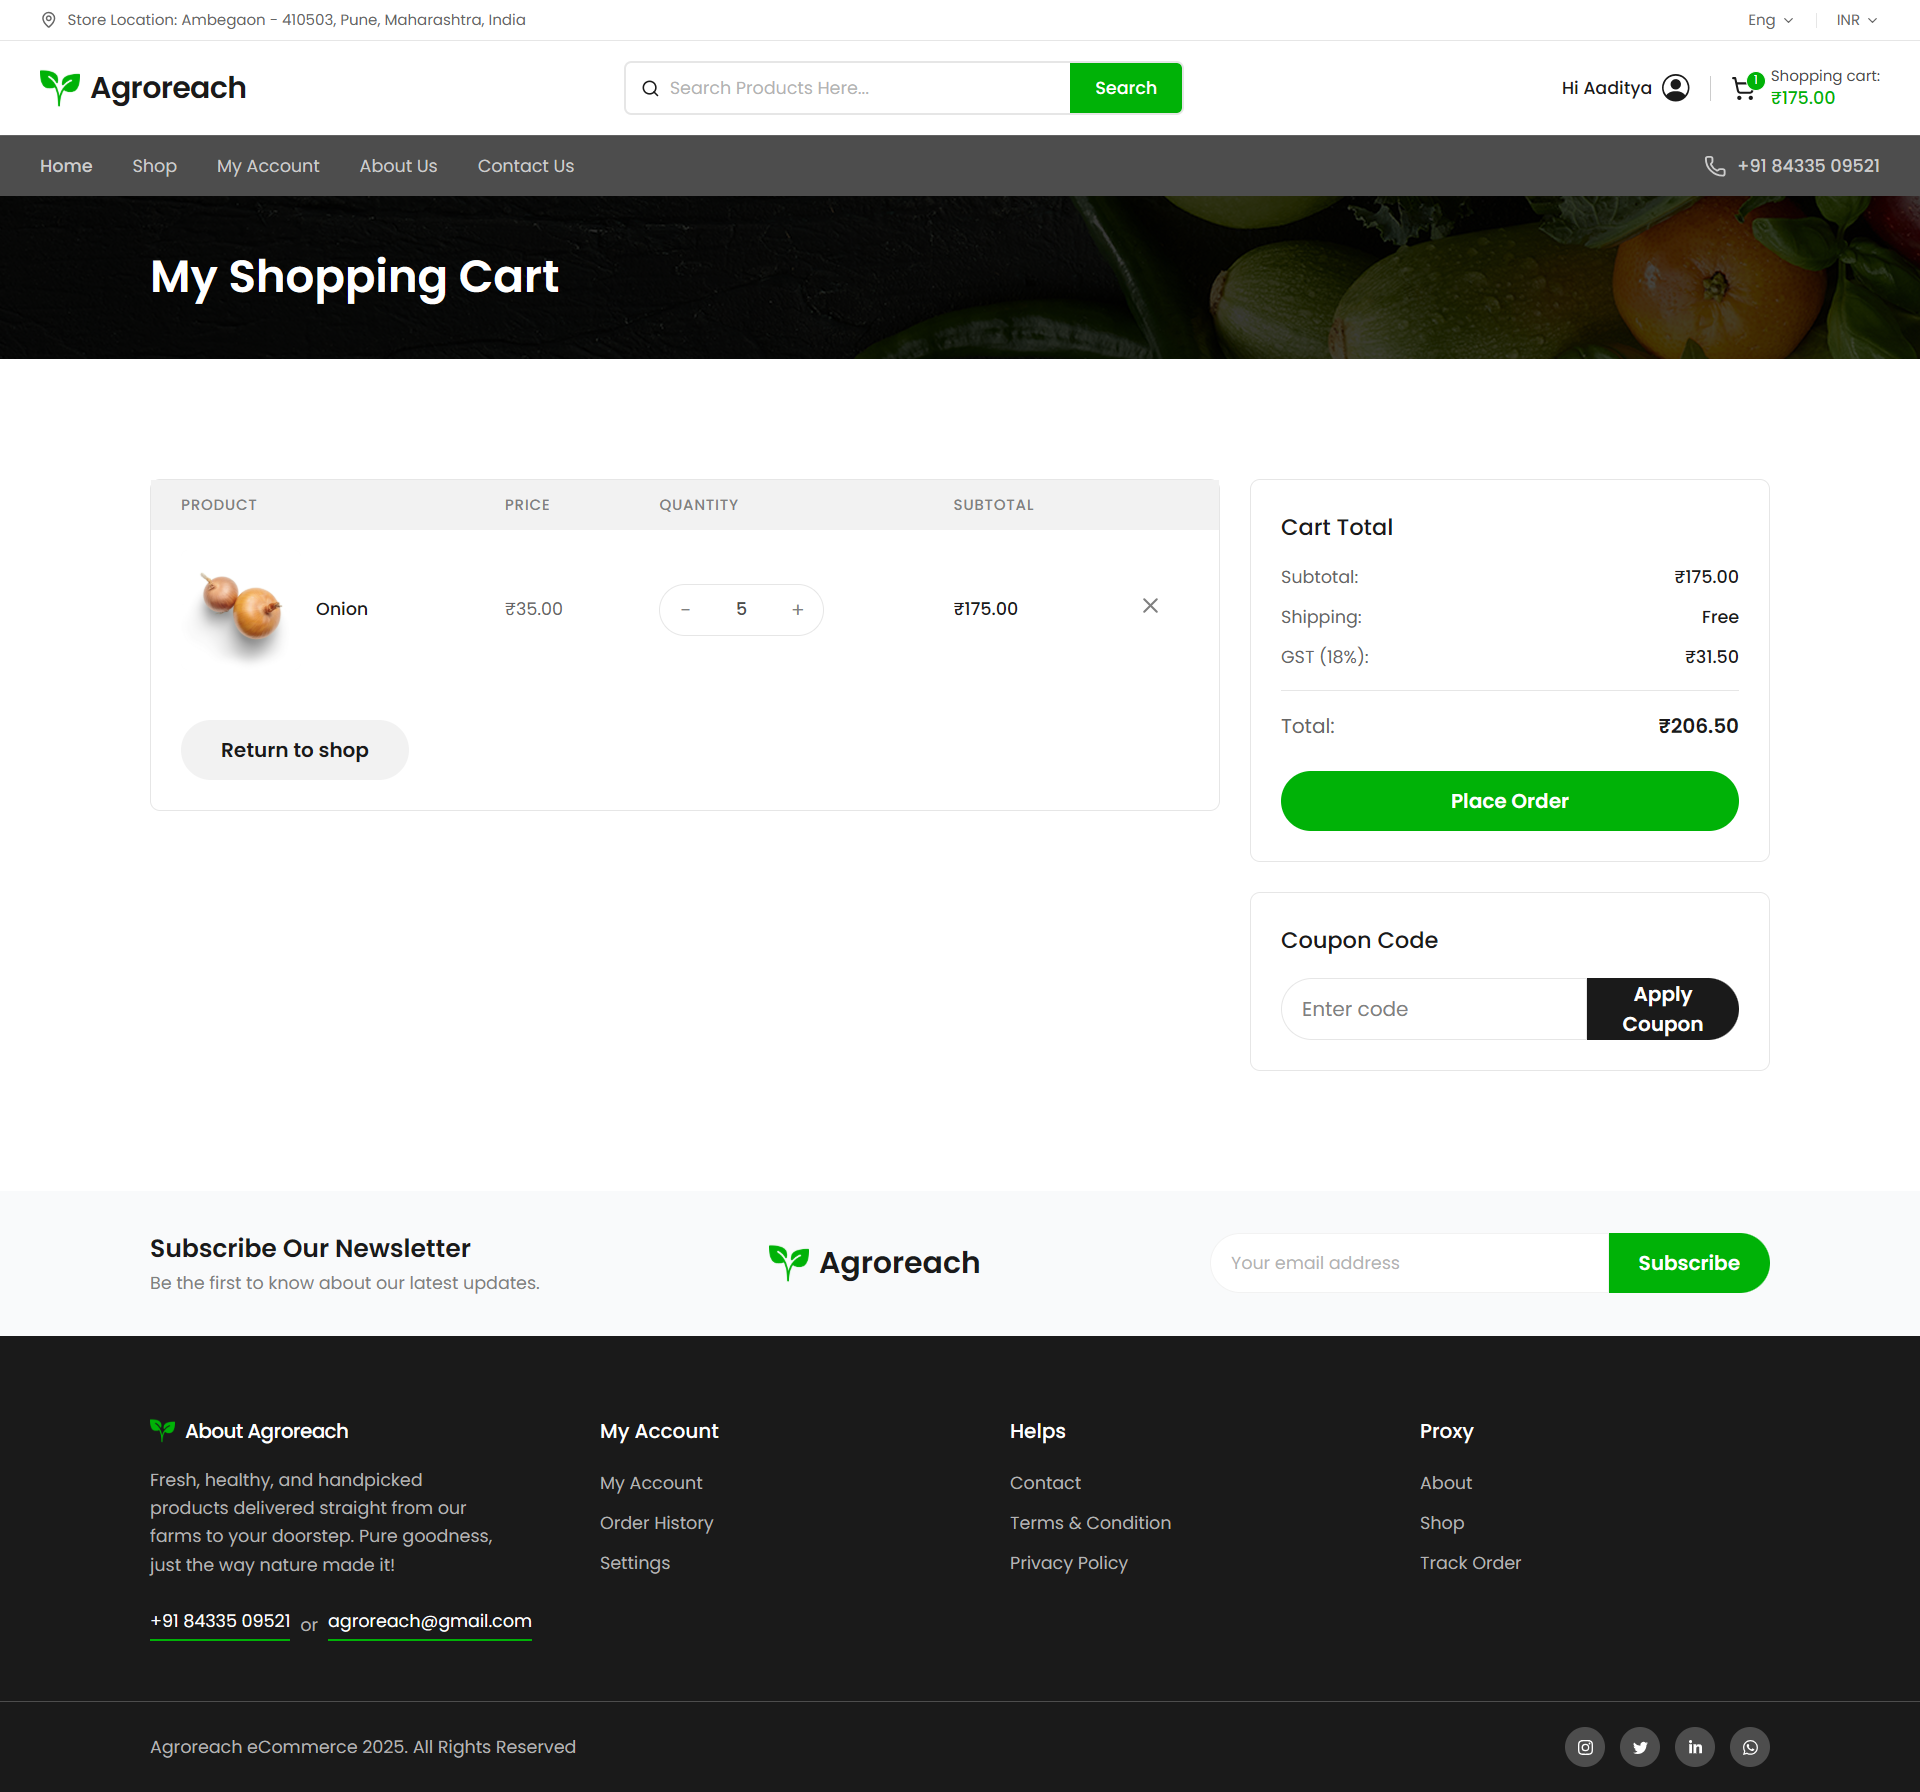 Store Location: Ambegaon - 410503, Pune, Maharashtra, India
Eng
INR
Agroreach
Search Products Here...
Search
Hi Aaditya
1
Shopping cart:
₹175.00
Home
Shop
My Account
About Us
Contact Us
+91 84335 09521
My Shopping Cart
PRODUCT PRICE QUANTITY SUBTOTAL
Onion ₹35.00 - 5 + ₹175.00
Return to shop
Cart Total
Subtotal: ₹175.00
Shipping: Free
GST (18%): ₹31.50
Total: ₹206.50
Place Order
Coupon Code
Enter code
Apply
Coupon
Subscribe Our Newsletter
Be the first to know about our latest updates.
Agroreach
Your email address
Subscribe
About Agroreach
Fresh, healthy, and handpicked
products delivered straight from our
farms to your doorstep. Pure goodness,
just the way nature made it!
+91 84335 09521 or agroreach@gmail.com
My Account
My Account
Order History
Settings
Helps
Contact
Terms & Condition
Privacy Policy
Proxy
About
Shop
Track Order
Agroreach eCommerce 2025. All Rights Reserved